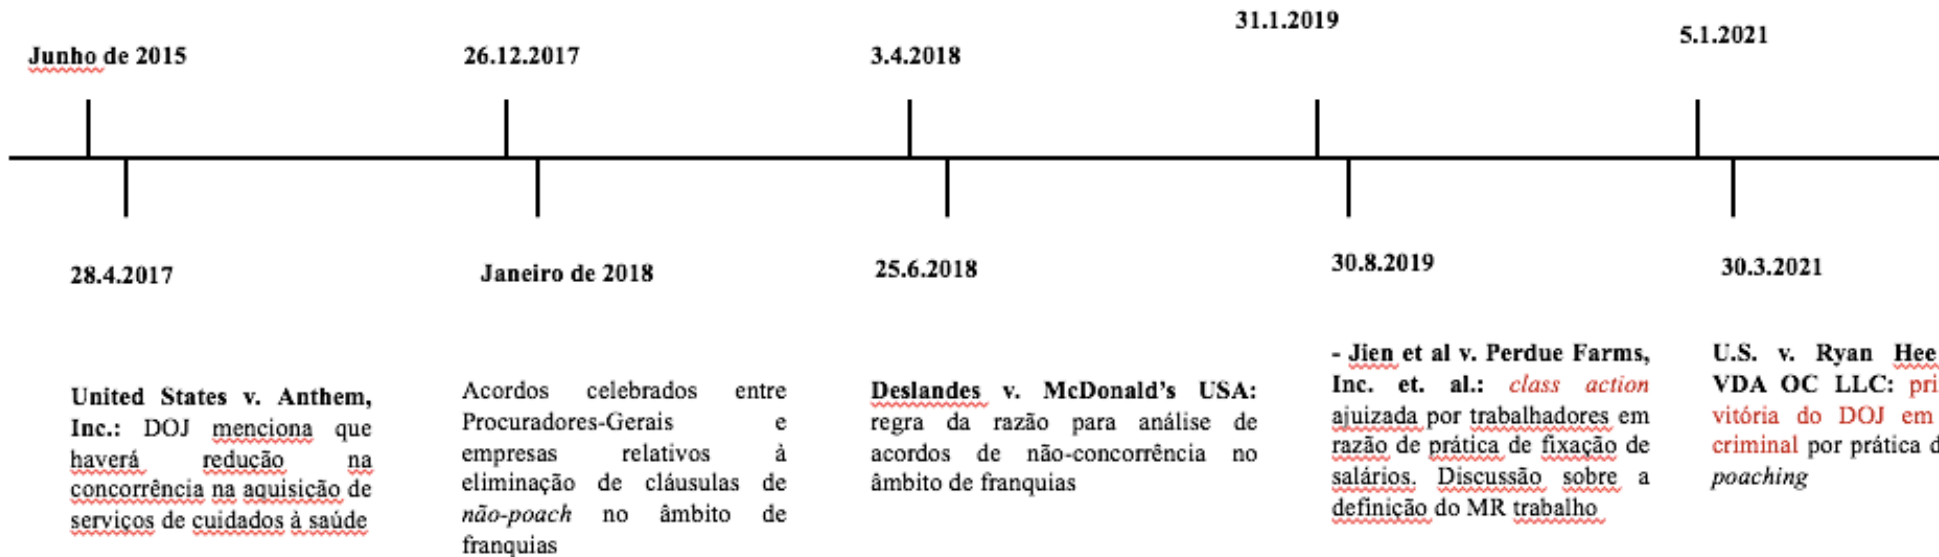 Junho de 2015
26.12.2017
3.4.2018
31.1.2019
5.1.2021
28.4.2017
Janeiro de 2018
25.6.2018
30.8.2019
30.3.2021
United States v. Anthem,
Inc.: DOJ menciona que
haverá redução na
concorrência na aquisição de
serviços de cuidados à saúde
Acordos celebrados entre
Procuradores-Gerais e
empresas relativos à
eliminação de cláusulas de
não-poach no âmbito de
franquias
Deslandes v. McDonald's USA:
regra da razão para análise de
acordos de não-concorrência no
âmbito de franquias
- Jien et al v. Perdue Farms,
Inc. et. al.: class action
ajuizada por trabalhadores em
razão de prática de fixação de
salários. Discussão sobre a
definição do MR trabalho
U.S. v. Ryan Hee
VDA OC LLC: pri
vitória do DOJ em
criminal por prática d
poaching